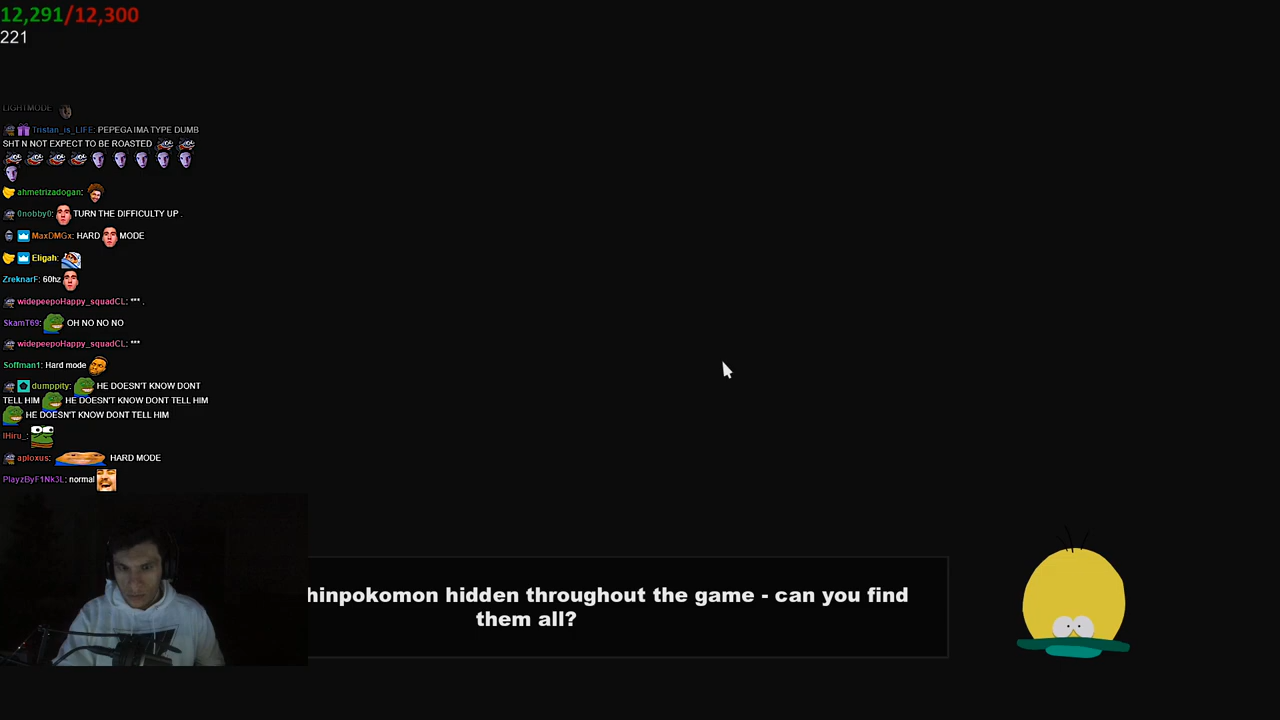 12,291/12,300
221
LIGHTMODE
Tristan_is_LIFE: PEPEGA IMA TYPE DUMB
SHT N NOT EXPECT TO BE ROASTED
ahmetrizadogan:
0nobby0: TURN THE DIFFICULTY UP .
MaxDMGx: HARD MODE
Eligah:
ZreknarF: 60hz
widepeepoHappy_squadCL: *** .
SkamT69: OH NO NO NO
widepeepoHappy_squadCL: ***
Soffman1: Hard mode
dumppity: HE DOESN'T KNOW DONT
TELL HIM HE DOESN'T KNOW DONT TELL HIM
HE DOESN'T KNOW DONT TELL HIM
IHiru_:
aploxus: HARD MODE
PlayzByF1Nk3L: normal
hinpokomon hidden throughout the game - can you find
them all?